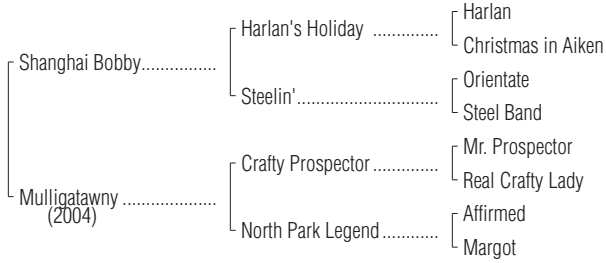 Harlan
Harlan's Holiday ..............
Christmas in Aiken
Shanghai Bobby................
Orientate
Steelin'..............................
Steel Band
Mr. Prospector
Crafty Prospector ..............
Real Crafty Lady
Mulligatawny ....................
(2004)
Affirmed
North Park Legend ............
Margot